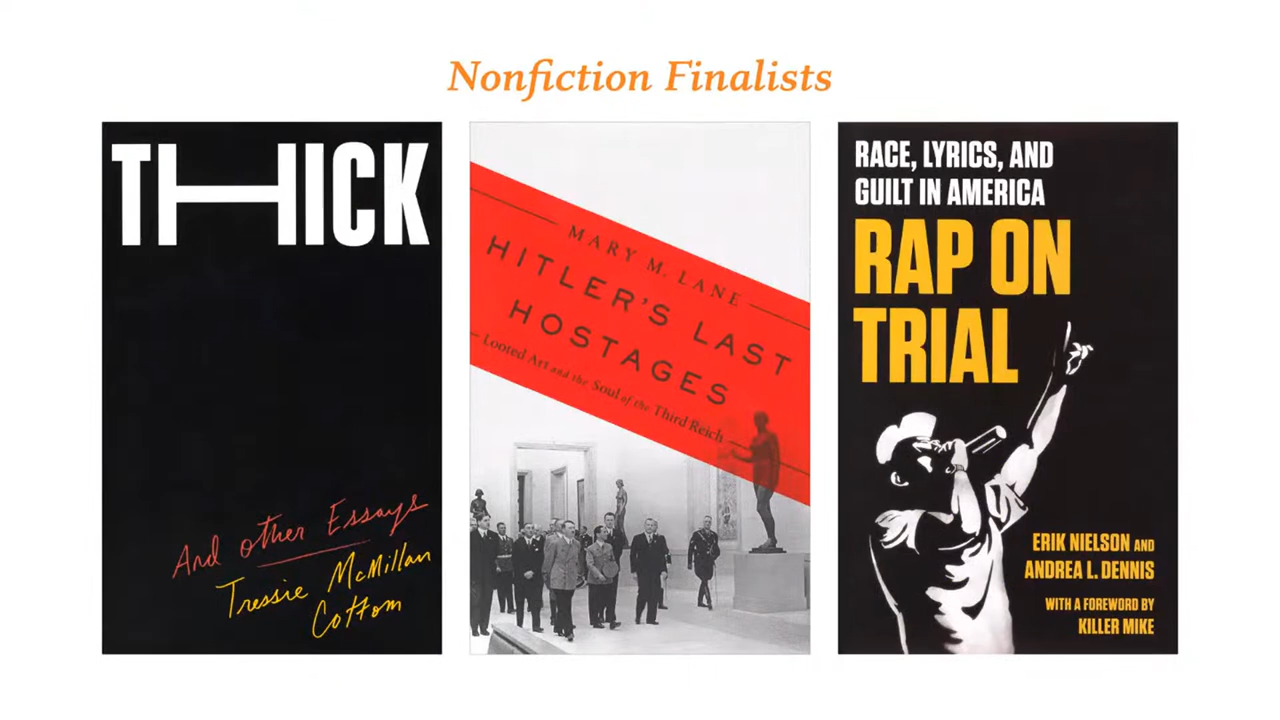 Nonfiction Finalists
THICK
And other Essays
Tressie McMillan
Cottom
MARY M. LANE
HITLER'S LAST
HOSTAGES
Looted Art and the Soul of the Third Reich
RACE, LYRICS, AND
GUILT IN AMERICA
RAP ON
TRIAL
ERIK NIELSON AND
ANDREA L. DENNIS
WITH A FOREWORD BY
KILLER MIKE